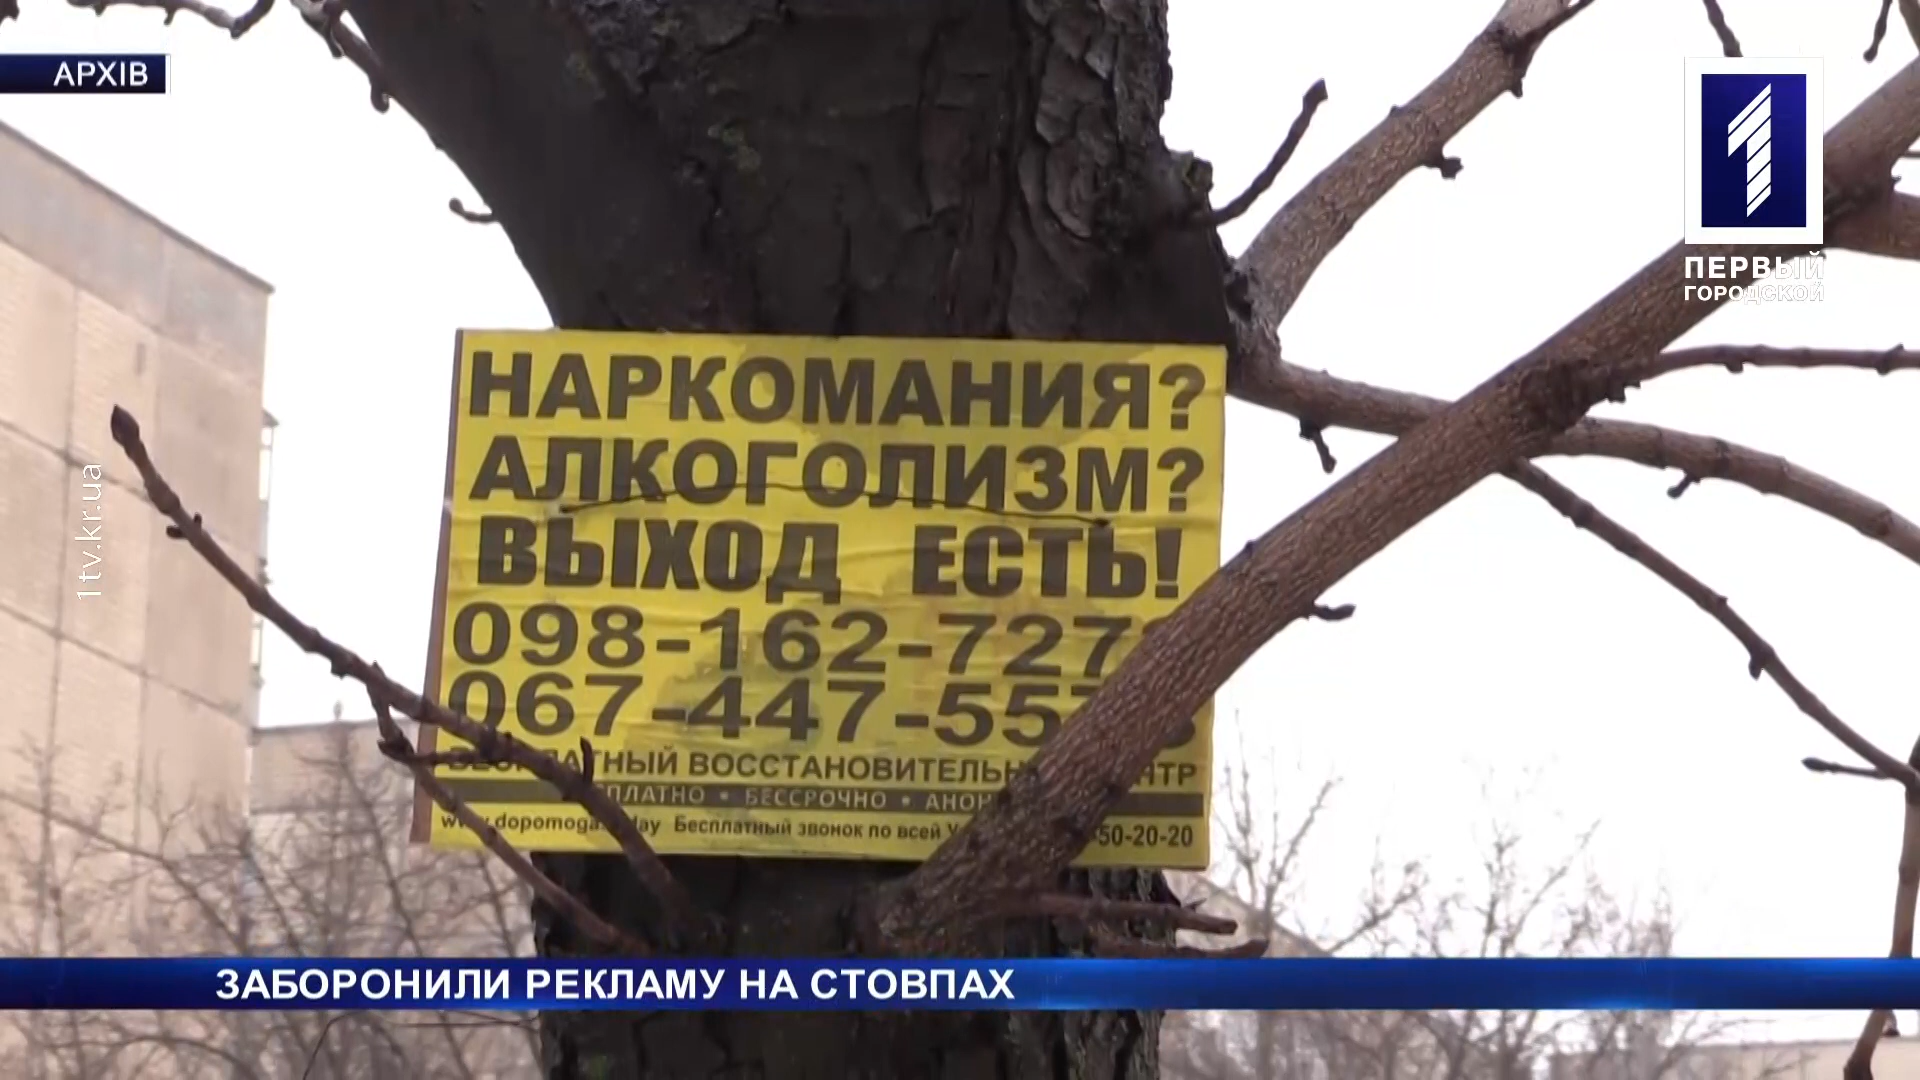 АРХІВ
1
ПЕРВЫЙ
ГОРОДСКОЙ
1tv.kr.ua
НАРКОМАНИЯ?
АЛКОГОЛИЗМ?
ВЫХОД ЕСТЬ!
098-162-727
067-447-55
ВОССТАНОВИТЕЛЬН
• БЕССРОЧНО •
Бесплатный звонок по всей
-50-20-20
ЗАБОРОНИЛИ РЕКЛАМУ НА СТОВПАХ